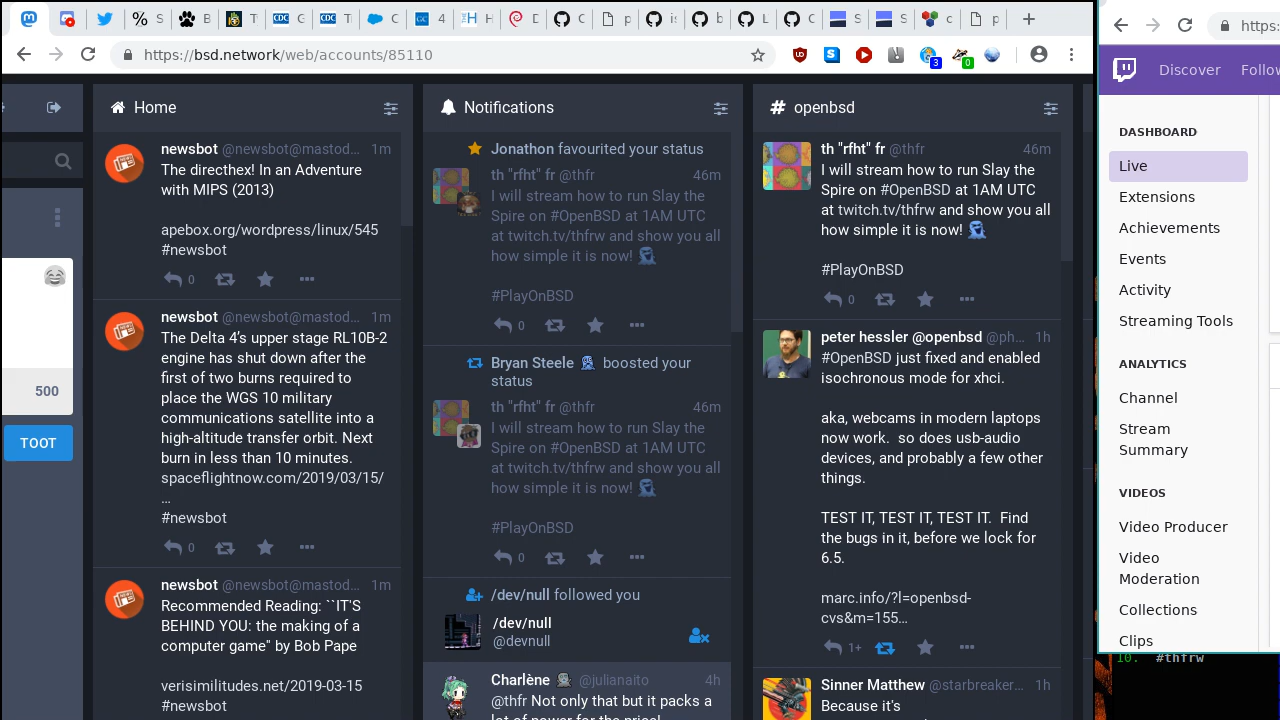 % S
B
T
C
T
C
4
H
D
C
p
is
b
L
C
S
S
c
p
https://bsd.network/web/accounts/85110
3
0
https:
Discover
Follow
Home
Notifications
# openbsd
newsbot @newsbot@mastod... 1m
The directhex! In an Adventure
with MIPS (2013)
apebox.org/wordpress/linux/545
#newsbot
0
newsbot @newsbot@mastod... 1m
The Delta 4's upper stage RL10B-2
engine has shut down after the
first of two burns required to
place the WGS 10 military
communications satellite into a
high-altitude transfer orbit. Next
burn in less than 10 minutes.
spaceflightnow.com/2019/03/15/
…
#newsbot
0
newsbot @newsbot@mastod... 1m
Recommended Reading: ``IT'S
BEHIND YOU: the making of a
computer game" by Bob Pape
verisimilitudes.net/2019-03-15
#newsbot
500
TOOT
Jonathon favourited your status
th "rfht" fr @thfr 46m
I will stream how to run Slay the
Spire on #OpenBSD at 1AM UTC
at twitch.tv/thfrw and show you all
how simple it is now!
#PlayOnBSD
0
Bryan Steele boosted your
status
th "rfht" fr @thfr 46m
I will stream how to run Slay the
Spire on #OpenBSD at 1AM UTC
at twitch.tv/thfrw and show you all
how simple it is now!
#PlayOnBSD
0
/dev/null followed you
/dev/null
@devnull
Charlène @julianaito 4h
@thfr Not only that but it packs a
lot of power for the price!
th "rfht" fr @thfr 46m
I will stream how to run Slay the
Spire on #OpenBSD at 1AM UTC
at twitch.tv/thfrw and show you all
how simple it is now!
#PlayOnBSD
0
peter hessler @openbsd @ph... 1h
#OpenBSD just fixed and enabled
isochronous mode for xhci.
aka, webcams in modern laptops
now work. so does usb-audio
devices, and probably a few other
things.
TEST IT, TEST IT, TEST IT. Find
the bugs in it, before we lock for
6.5.
marc.info/?l=openbsd-
cvs&m=155…
1+
Sinner Matthew @starbreaker... 1h
Because it's
DASHBOARD
Live
Extensions
Achievements
Events
Activity
Streaming Tools
ANALYTICS
Channel
Stream
Summary
VIDEOS
Video Producer
Video
Moderation
Collections
Clips
10. #thfrw